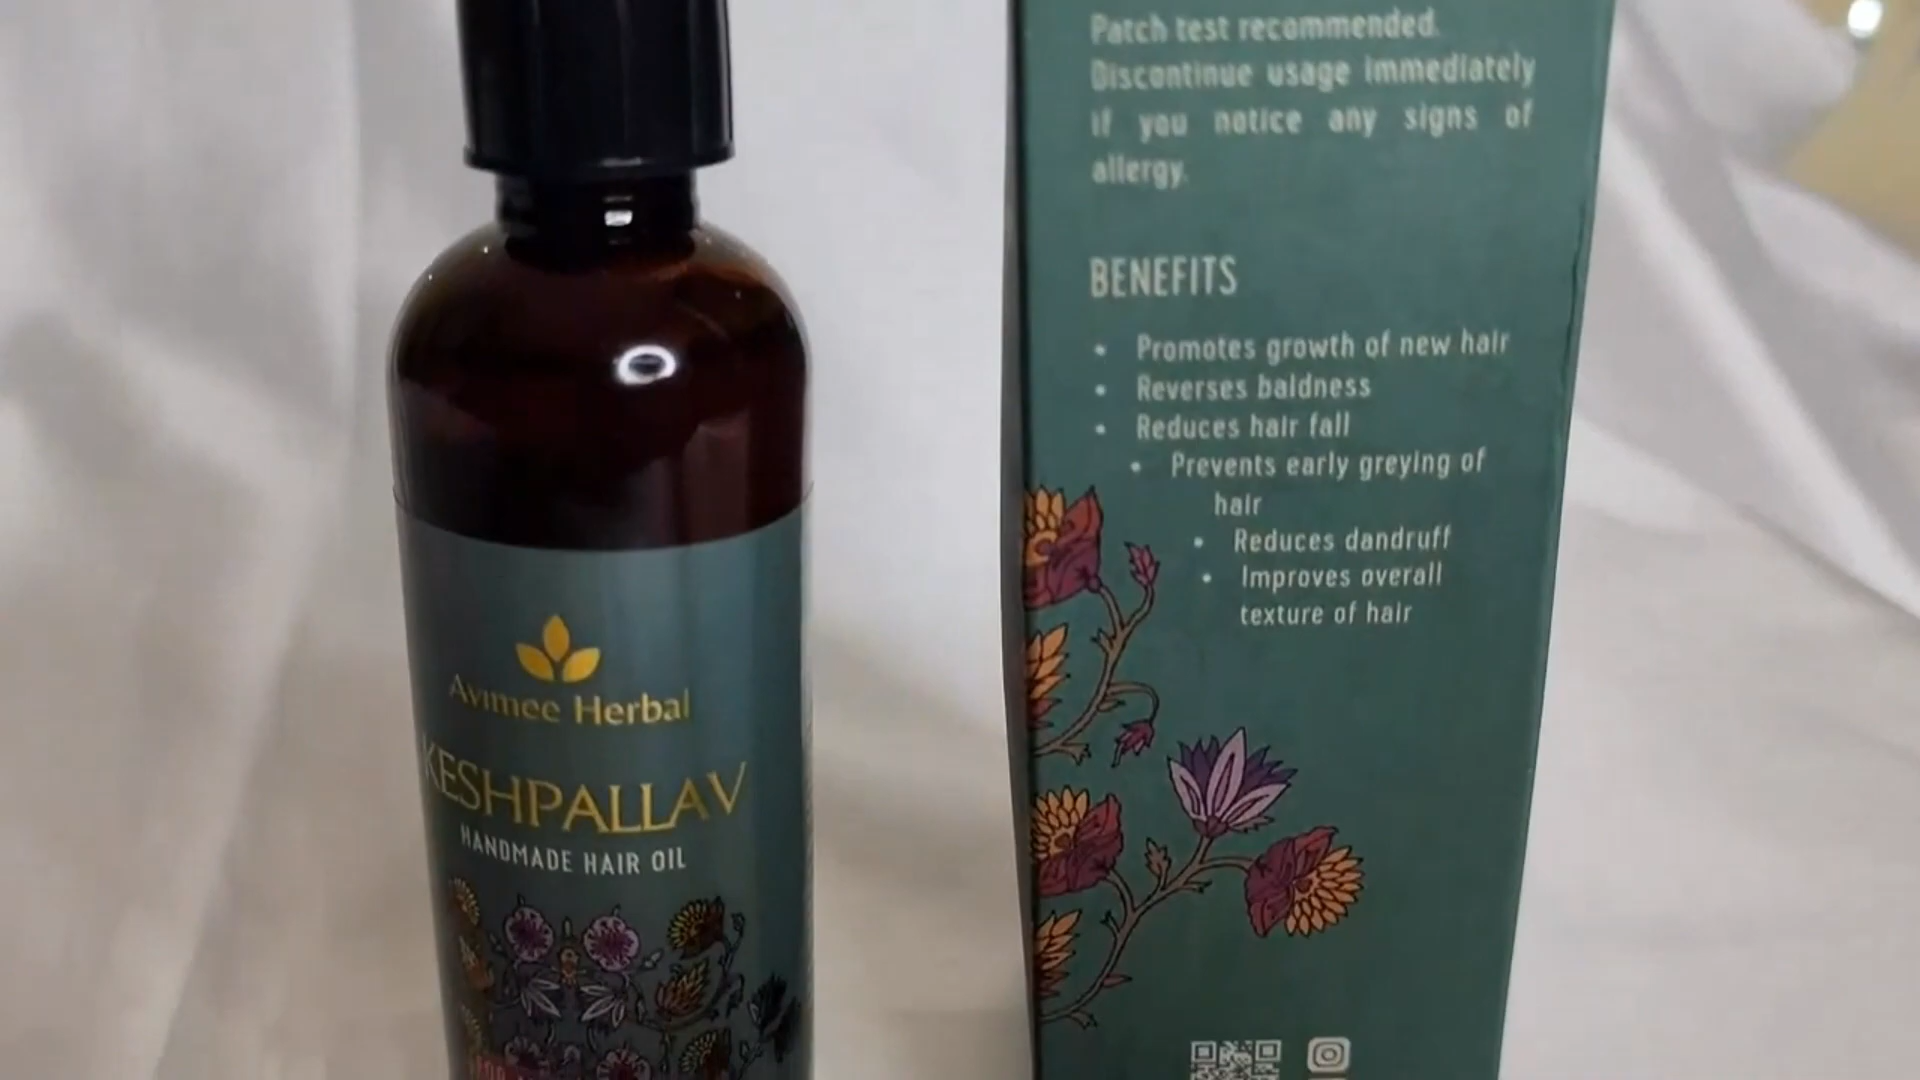 Avimee Herbal
KESHPALLAV
HANDMADE HAIR OIL
Patch test recommended.
Discontinue usage immediately
if you notice any signs of
allergy.
BENEFITS
• Promotes growth of new hair
• Reverses baldness
• Reduces hair fall
• Prevents early greying of
hair
• Reduces dandruff
• Improves overall
texture of hair